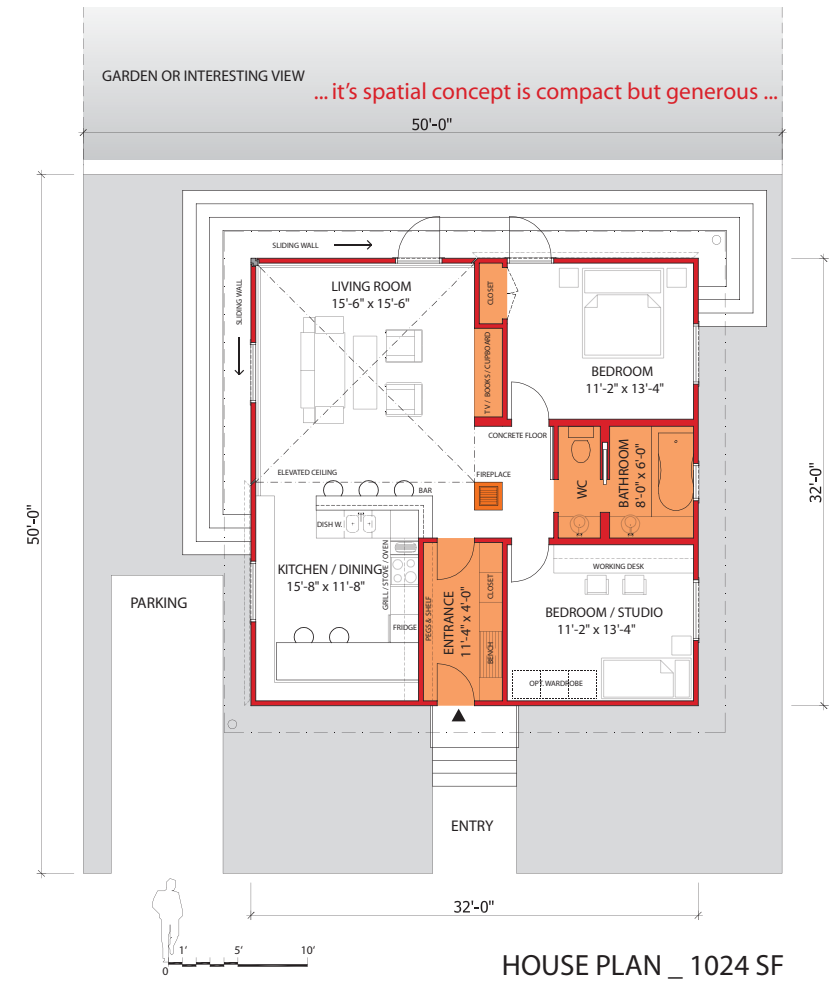 GARDEN OR INTERESTING VIEW
... it's spatial concept is compact but generous ...
50'-0"
SLIDING WALL
SLIDING WALL
LIVING ROOM
15'-6" x 15'-6"
CLOSET
TV / BOOKS / CUPBOARD
BEDROOM
11'-2" x 13'-4"
CONCRETE FLOOR
ELEVATED CEILING
FIREPLACE
BAR
WC
BATHROOM
8'-0" x 6'-0"
32'-0"
50'-0"
DISH W.
KITCHEN / DINING
15'-8" x 11'-8"
GRILL / STOVE / OVEN
FRIDGE
PEGS & SHELF
ENTRANCE
11'-4" x 4'-0"
CLOSET
BENCH
WORKING DESK
BEDROOM / STUDIO
11'-2" x 13'-4"
OPT. WARDROBE
PARKING
ENTRY
32'-0"
0
1'
5'
10'
HOUSE PLAN _ 1024 SF